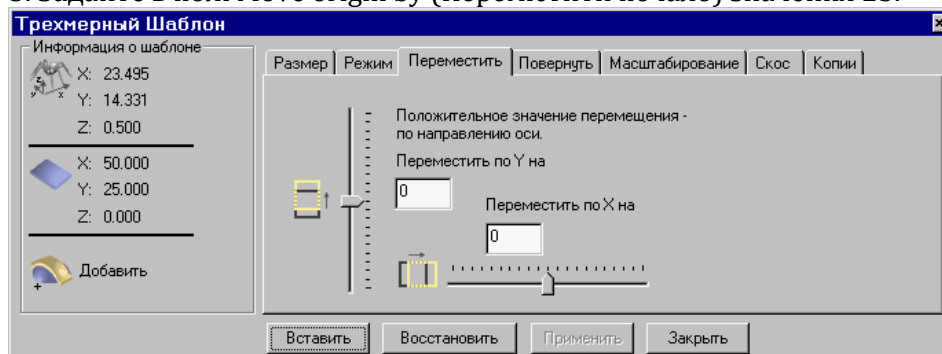 Трехмерный Шаблон
Информация о шаблоне
X: 23.495
Y: 14.331
Z: 0.500
X: 50.000
Y: 25.000
Z: 0.000
Добавить
Размер Режим Переместить Повернуть Масштабирование Скос Копии
Положительное значение перемещения -
по направлению оси.
Переместить по Y на
0
Переместить по X на
0
Вставить Восстановить Применить Закрыть